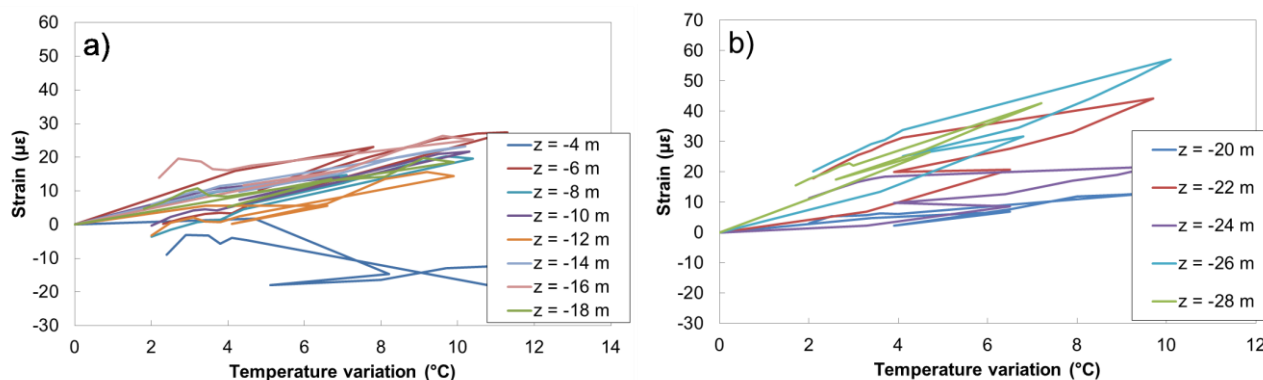 a)
Strain (με)
60
50
40
30
20
10
0
-10
-20
-30
0 2 4 6 8 10 12 14
Temperature variation (°C)
z = -4 m
z = -6 m
z = -8 m
z = -10 m
z = -12 m
z = -14 m
z = -16 m
z = -18 m
b)
Strain (με)
70
60
50
40
30
20
10
0
-10
-20
-30
0 2 4 6 8 10 12
Temperature variation (°C)
z = -20 m
z = -22 m
z = -24 m
z = -26 m
z = -28 m